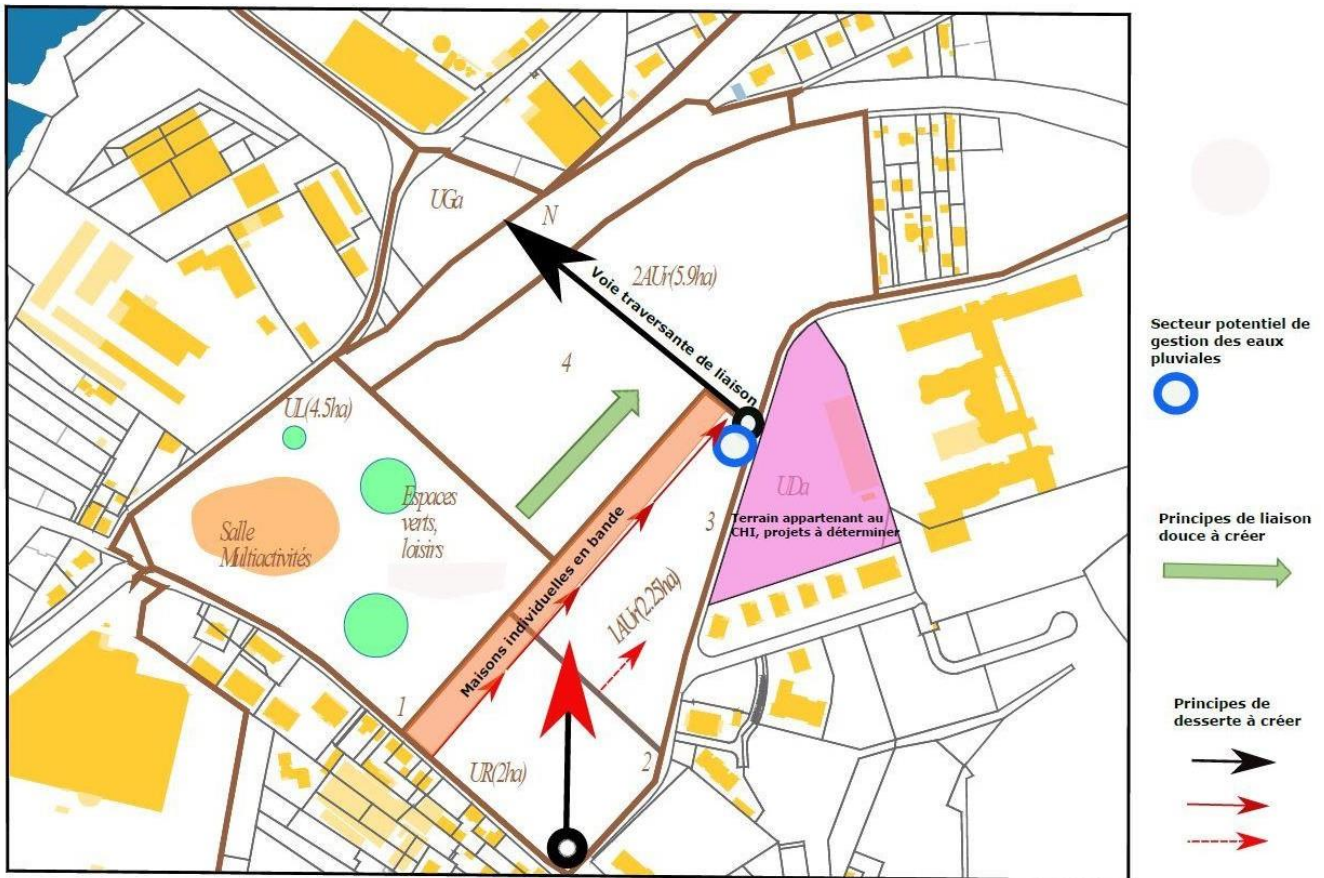 UGa
N
2AUr(5.9ha)
Voie traversante de liaison
4
UL(4.5ha)
Espaces
verts,
loisirs
Salle
Multiactivités
Maisons individuelles en bande
UDa
Terrain appartenant au
CHI, projets à déterminer
3
1AUr(2.25ha)
1
2
UR(2ha)
Secteur potentiel de
gestion des eaux
pluviales
Principes de liaison
douce à créer
Principes de
desserte à créer